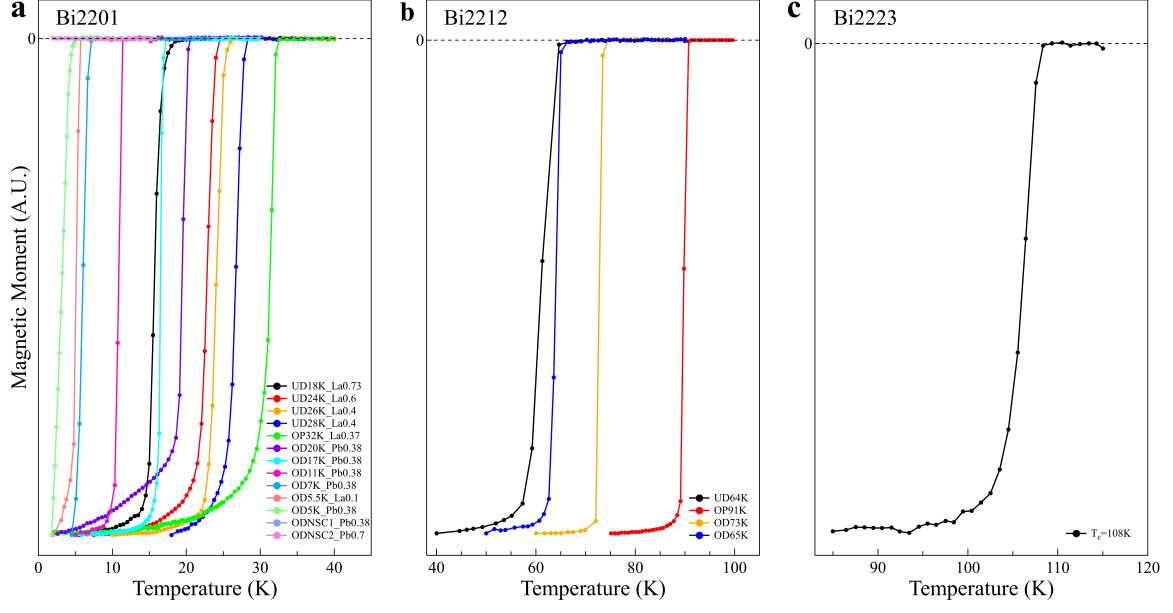 a
Bi2201
0
Magnetic Moment (A.U.)
UD18K_La0.73
UD24K_La0.6
UD26K_La0.4
UD28K_La0.4
OP32K_La0.37
OD20K_Pb0.38
OD17K_Pb0.38
OD11K_Pb0.38
OD7K_Pb0.38
OD5.5K_La0.1
OD5K_Pb0.38
ODNSC1_Pb0.38
ODNSC2_Pb0.7
0 10 20 30 40
Temperature (K)
b
Bi2212
0
UD64K
OP91K
OD73K
OD65K
40 60 80 100
Temperature (K)
c
Bi2223
0
Tc=108K
90 100 110 120
Temperature (K)